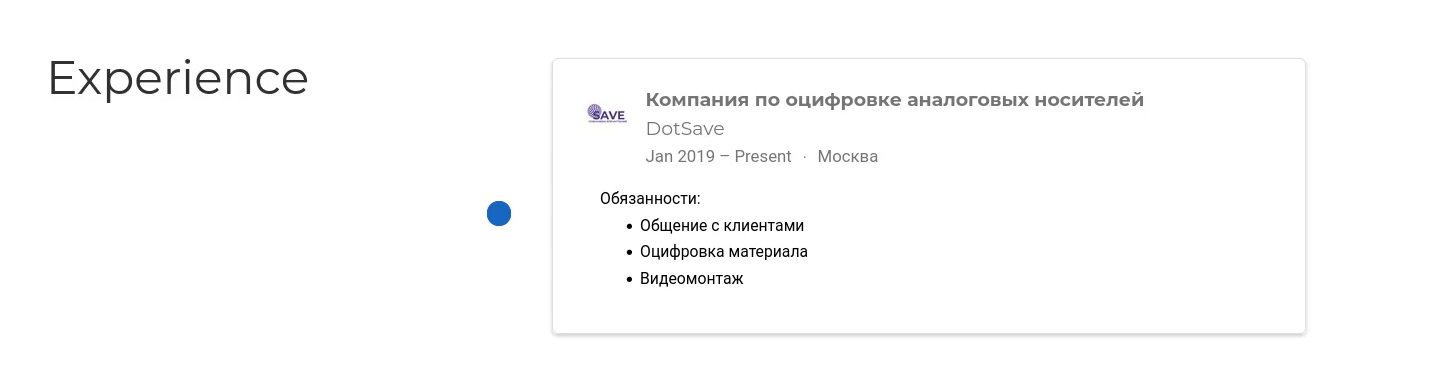 Experience
SAVE
Компания по оцифровке аналоговых носителей
DotSave
Jan 2019 – Present · Москва
Обязанности:
• Общение с клиентами
• Оцифровка материала
• Видеомонтаж